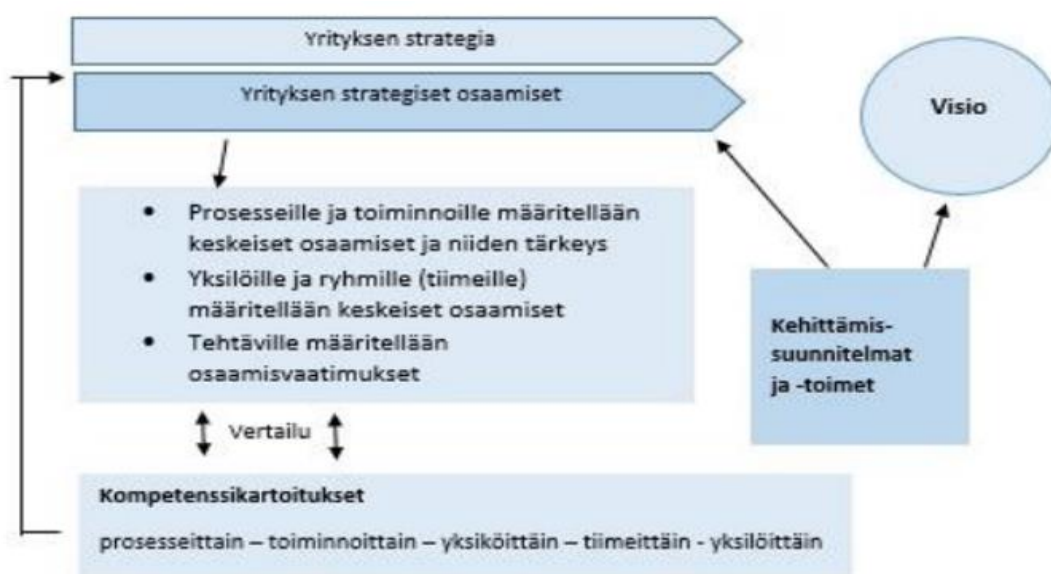 Yrityksen strategia
Yrityksen strategiset osaamiset
Visio
• Prosesseille ja toiminnoille määritellään
keskeiset osaamiset ja niiden tärkeys
• Yksilöille ja ryhmille (tiimeille)
määritellään keskeiset osaamiset
• Tehtäville määritellään
osaamisvaatimukset
Kehittämis-
suunnitelmat
ja -toimet
Vertailu
Kompetenssikartoitukset
prosesseittain – toiminnoittain – yksiköittäin – tiimeittäin - yksilöittäin